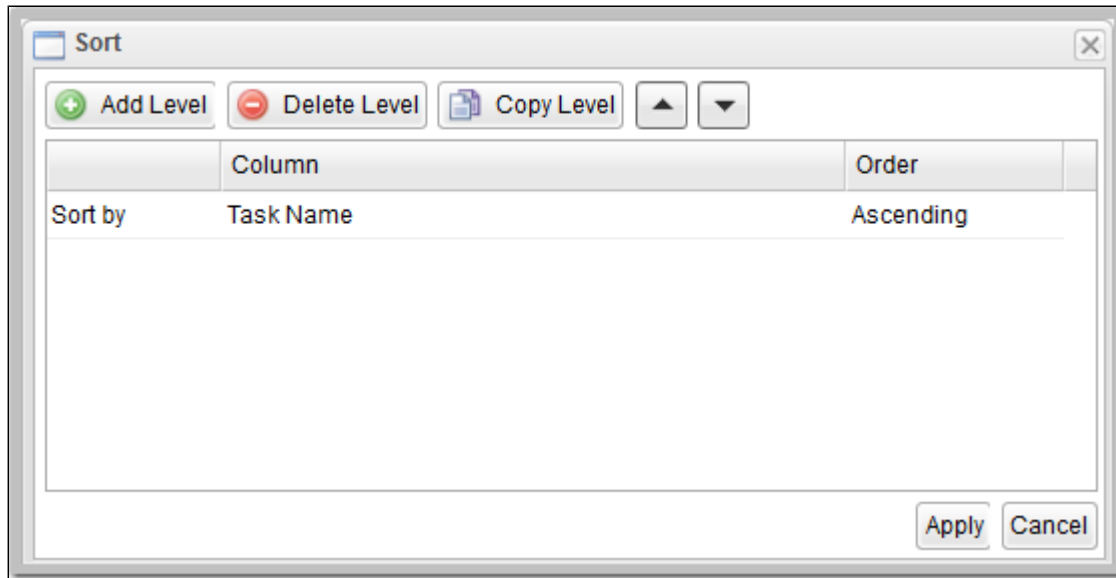 Sort
Add Level Delete Level Copy Level
Column Order
Sort by Task Name Ascending
Apply Cancel